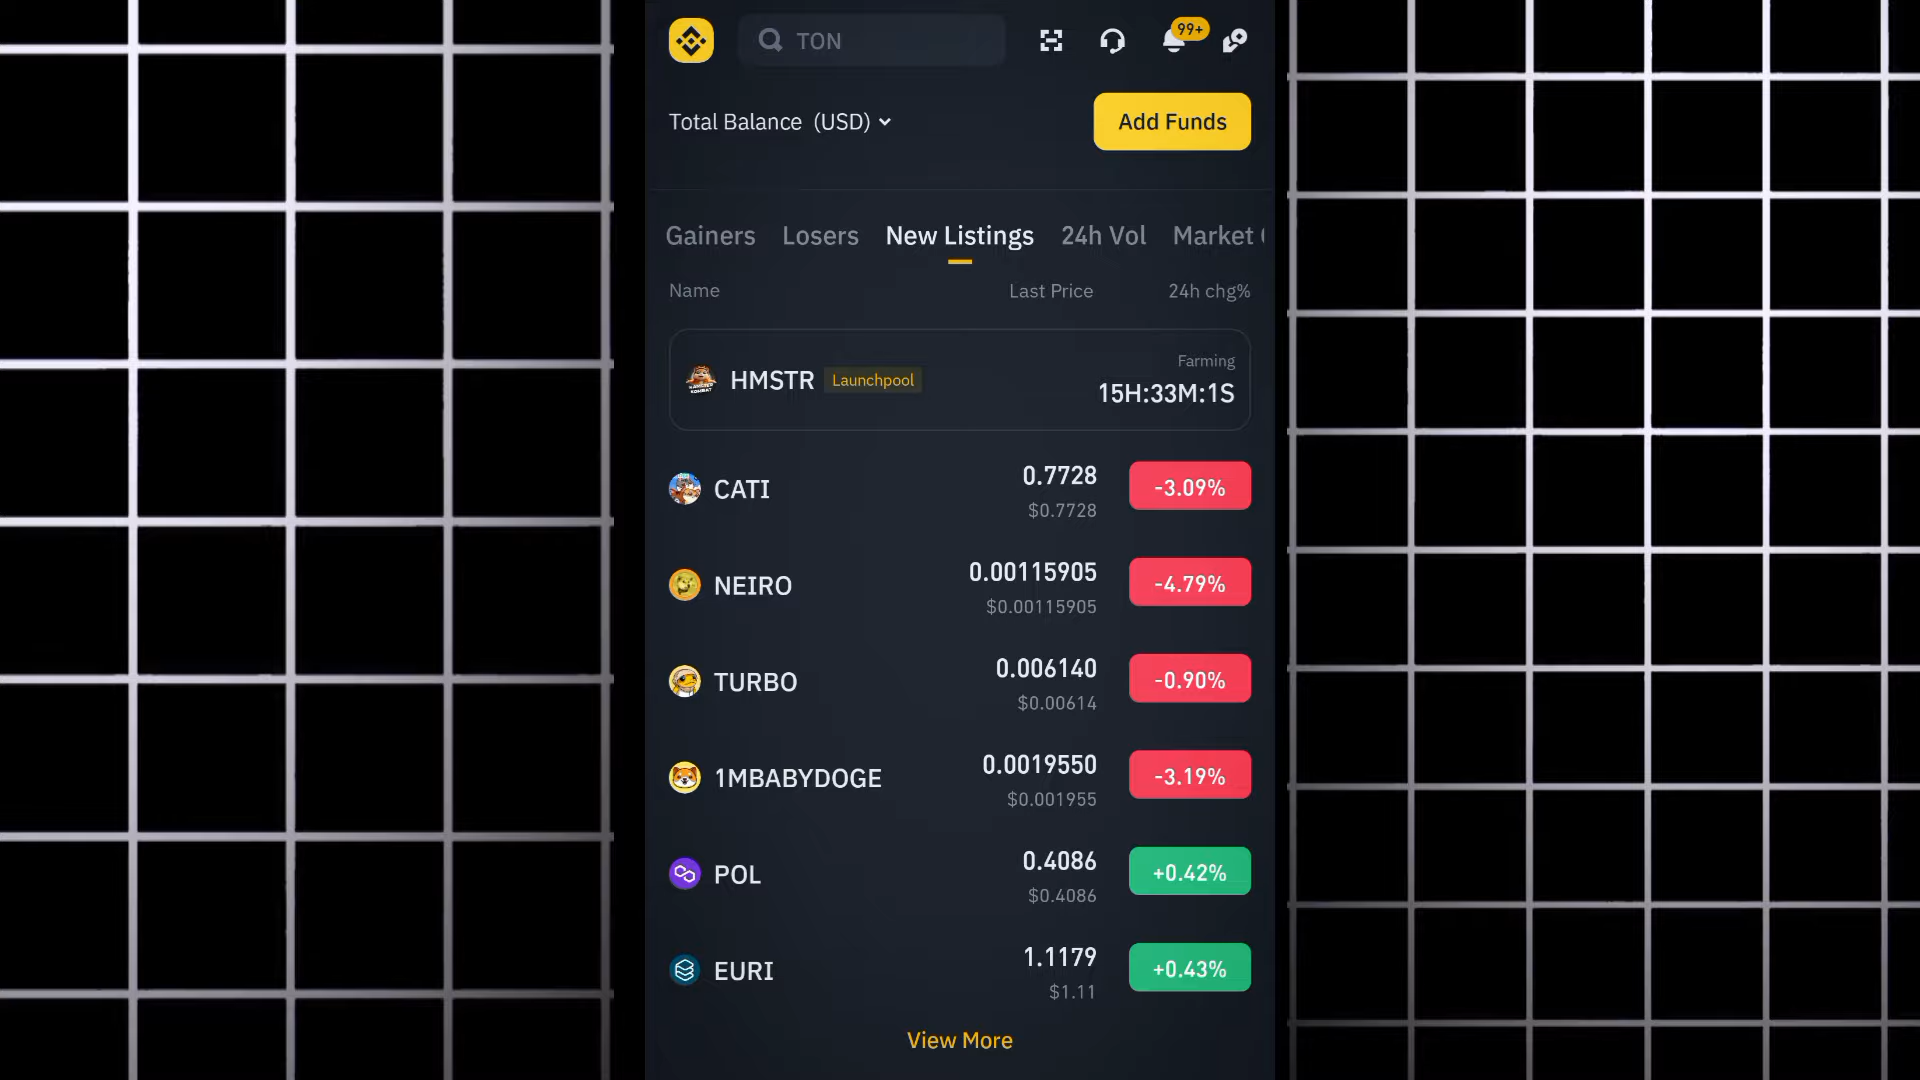 TON
99+
Total Balance (USD)
Add Funds
Gainers Losers New Listings 24h Vol Market
Name Last Price 24h chg%
HMSTR Launchpool
Farming
15H:33M:1S
CATI 0.7728 -3.09%
$0.7728
NEIRO 0.00115905 -4.79%
$0.00115905
TURBO 0.006140 -0.90%
$0.00614
1MBABYDOGE 0.0019550 -3.19%
$0.001955
POL 0.4086 +0.42%
$0.4086
EURI 1.1179 +0.43%
$1.11
View More